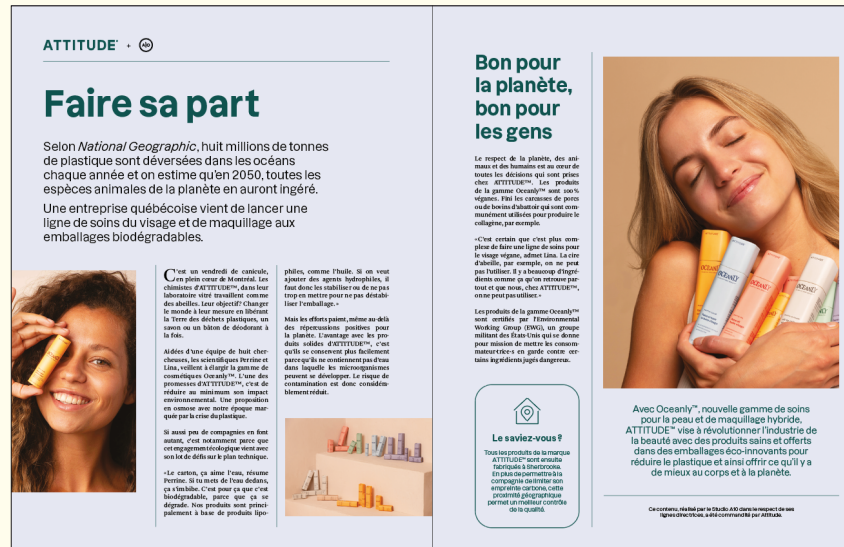 ATTITUDE + A10
Faire sa part
Selon National Geographic, huit millions de tonnes
de plastique sont déversées dans les océans
chaque année et on estime qu'en 2050, toutes les
espèces animales de la planète en auront ingéré.
Une entreprise québécoise vient de lancer une
ligne de soins du visage et de maquillage aux
emballages biodégradables.
C'est un vendredi de canicule,
en plein cœur de Montréal. Les
chimistes d'ATTITUDE™, dans leur
laboratoire vitré travaillent comme
des abeilles. Leur objectif? Changer
le monde à leur mesure en libérant
la Terre des déchets plastiques, un
savon ou un bâton de déodorant à
la fois.
Aidées d'une équipe de huit cher-
cheuses, les scientifiques Perrine et
Lina, veillent à élargir la gamme de
cosmétiques Oceanly™. L'une des
promesses d'ATTITUDE™, c'est de
réduire au minimum son impact
environnemental. Une proposition
en osmose avec notre époque mar-
quée par la crise du plastique.
Si aussi peu de compagnies en font
autant, c'est notamment parce que
cet engagement écologique vient avec
son lot de défis sur le plan technique.
«Le carton, ça aime l'eau, résume
Perrine. Si tu mets de l'eau dedans,
ça s'imbibe. C'est pour ça que c'est
biodégradable, parce que ça se
dégrade. Nos produits sont princi-
palement à base de produits lipo-
philes, comme l'huile. Si on veut
ajouter des agents hydrophiles, il
faut donc les stabiliser ou de ne pas
trop en mettre pour ne pas déstabi-
liser l'emballage.»
Mais les efforts paient, même au-delà
des répercussions positives pour
la planète. L'avantage avec les pro-
duits solides d'ATTITUDE™, c'est
qu'ils se conservent plus facilement
parce qu'ils ne contiennent pas d'eau
dans laquelle les microorganismes
peuvent se développer. Le risque de
contamination est donc considéra-
blement réduit.
Bon pour
la planète,
bon pour
les gens
Le respect de la planète, des ani-
maux et des humains est au cœur de
toutes les décisions qui sont prises
chez ATTITUDE™. Les produits
de la gamme Oceanly™ sont 100 %
véganes. Fini les carcasses de porcs
ou de bovins d'abattoir qui sont com-
munément utilisées pour produire le
collagène, par exemple.
«C'est certain que c'est plus com-
plexe de faire une ligne de soins pour
le visage végane, admet Lina. La cire
d'abeille, par exemple, on ne peut
pas l'utiliser. Il y a beaucoup d'ingré-
dients comme ça qu'on retrouve par-
tout et que nous, chez ATTITUDE™,
on ne peut pas utiliser.»
Les produits de la gamme Oceanly™
sont certifiés par l'Environmental
Working Group (EWG), un groupe
militant des États-Unis qui se donne
pour mission de mettre les consom-
mateur·trice·s en garde contre cer-
tains ingrédients jugés dangereux.
Le saviez-vous?
Tous les produits de la marque
ATTITUDE™ sont ensuite
fabriqués à Sherbrooke.
En plus de permettre à la
compagnie de limiter son
empreinte carbone, cette
proximité géographique
permet un meilleur contrôle
de la qualité.
OCEANLY
OCEANLY
OCEANLY
OCEANLY
Avec Oceanly™, nouvelle gamme de soins
pour la peau et de maquillage hybride,
ATTITUDE™ vise à révolutionner l'industrie de
la beauté avec des produits sains et offerts
dans des emballages éco-innovants pour
réduire le plastique et ainsi offrir ce qu'il y a
de mieux au corps et à la planète.
Ce contenu, réalisé par le Studio A10 dans le respect de ses
lignes directrices, a été commandité par Attitude.